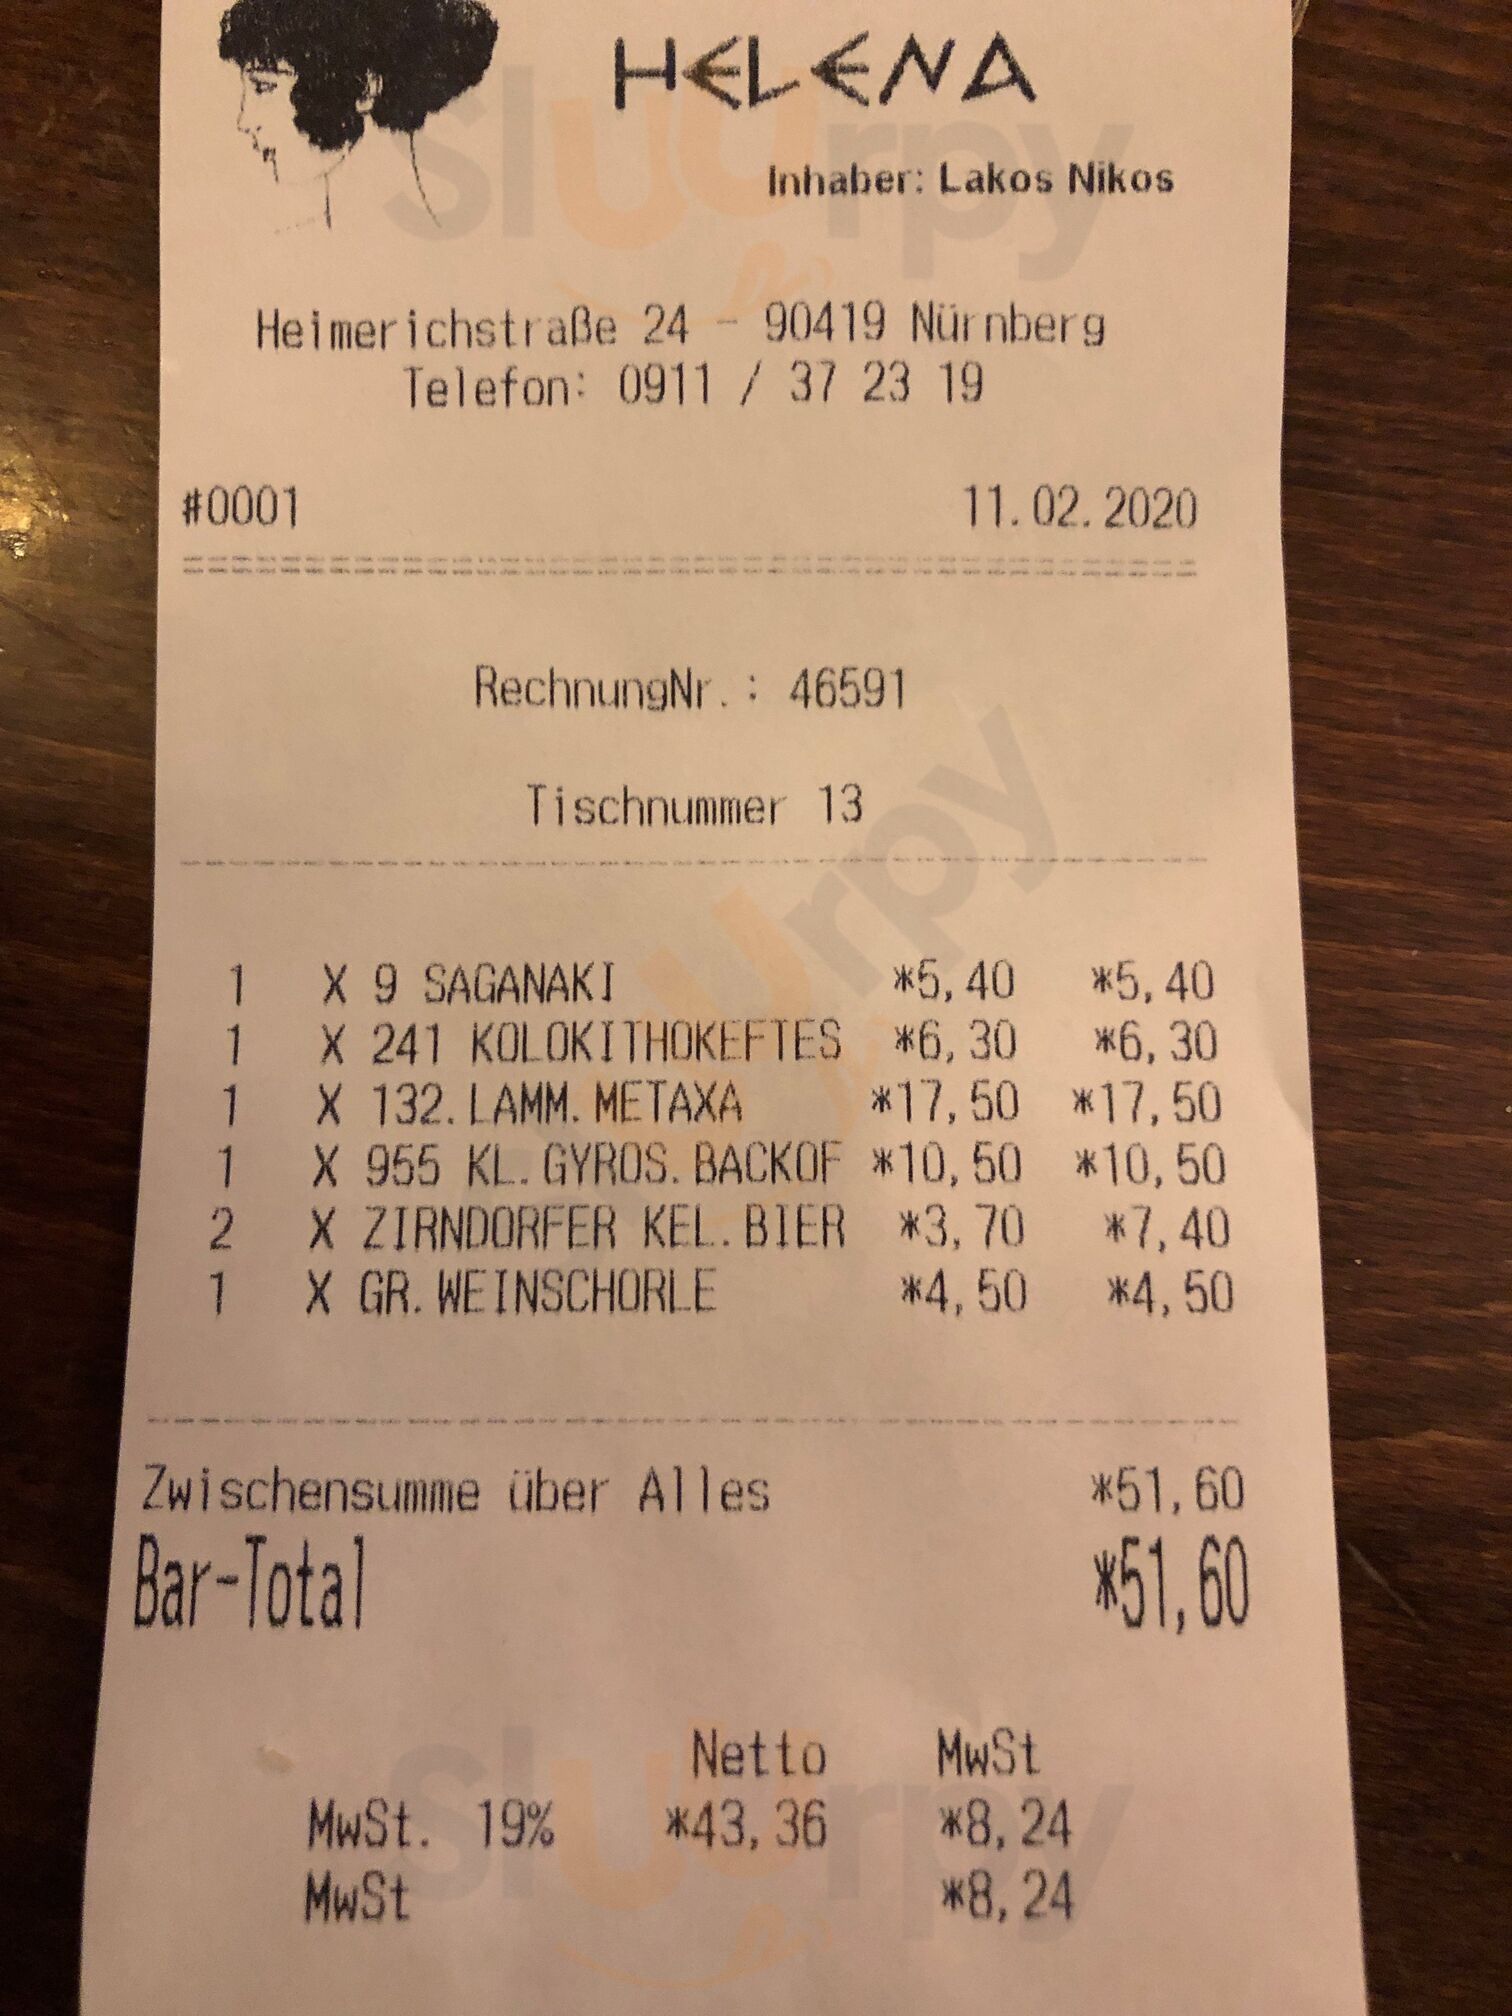 HELENA
Inhaber: Lakos Nikos
Heimerichstraße 24 - 90419 Nürnberg
Telefon: 0911 / 37 23 19
#0001 11.02.2020
RechnungNr.: 46591
Tischnummer 13
1 X 9 SAGANAKI *5,40 *5,40
1 X 241 KOLOKITHOKEFTES *6,30 *6,30
1 X 132.LAMM.METAXA *17,50 *17,50
1 X 955 KL.GYROS.BACKOF *10,50 *10,50
2 X ZIRNDORFER KEL.BIER *3,70 *7,40
1 X GR.WEINSCHORLE *4,50 *4,50
Zwischensumme über Alles *51,60
Bar-Total *51,60
Netto MwSt
MwSt. 19% *43,36 *8,24
MwSt *8,24
sluurpy
sluurpy
sluurpy